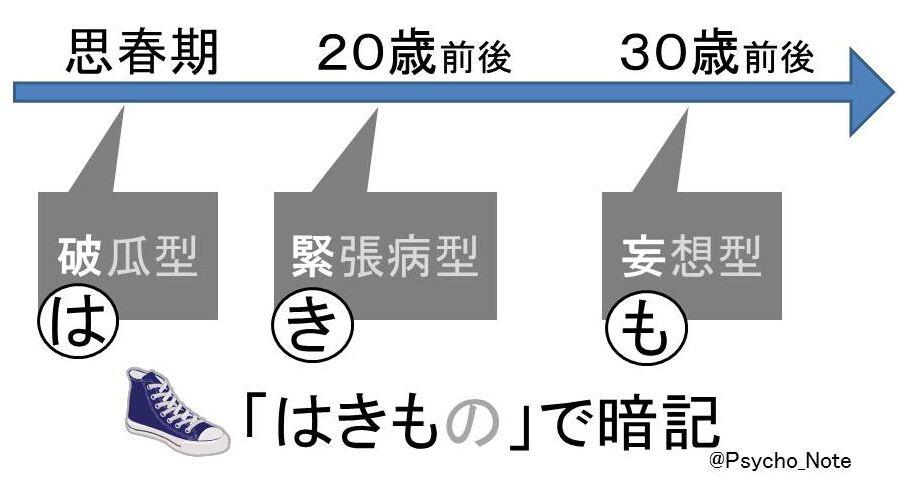 思春期
20歳前後
30歳前後
破瓜型
緊張病型
妄想型
は
き
も
「はきもの」で暗記
@Psycho_Note